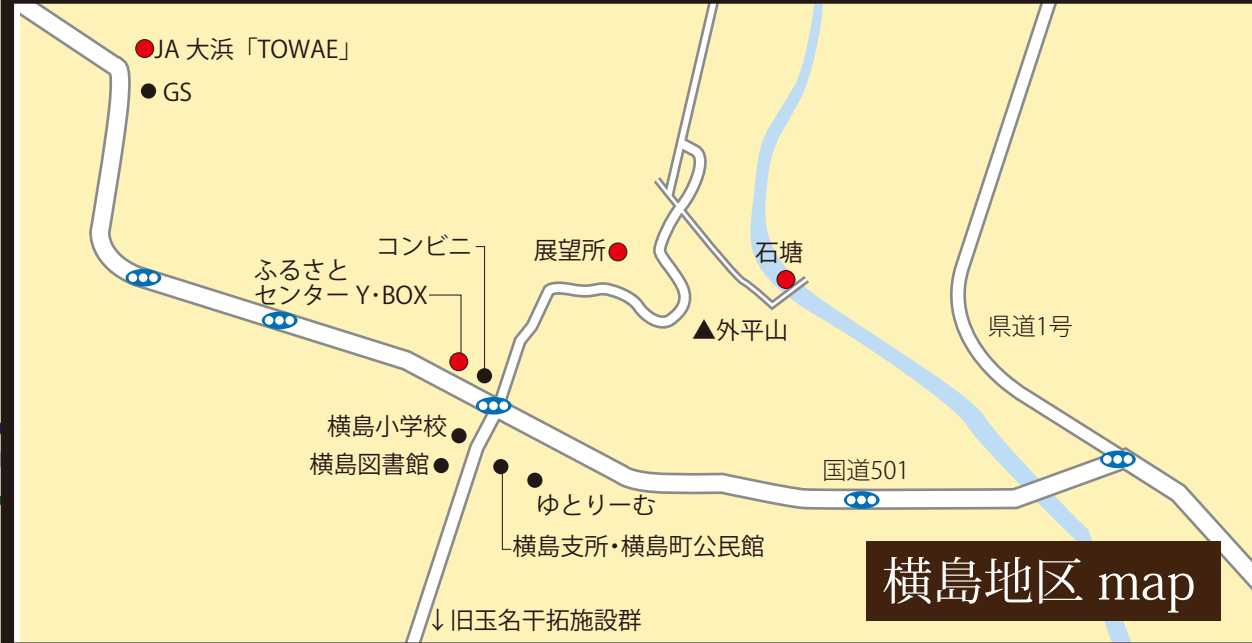 JA 大浜「TOWAE」
GS
コンビニ
展望所
石塘
ふるさと
センター Y・BOX
県道1号
▲外平山
横島小学校
横島図書館
国道501
ゆとりーむ
横島支所・横島町公民館
横島地区 map
↓旧玉名干拓施設群